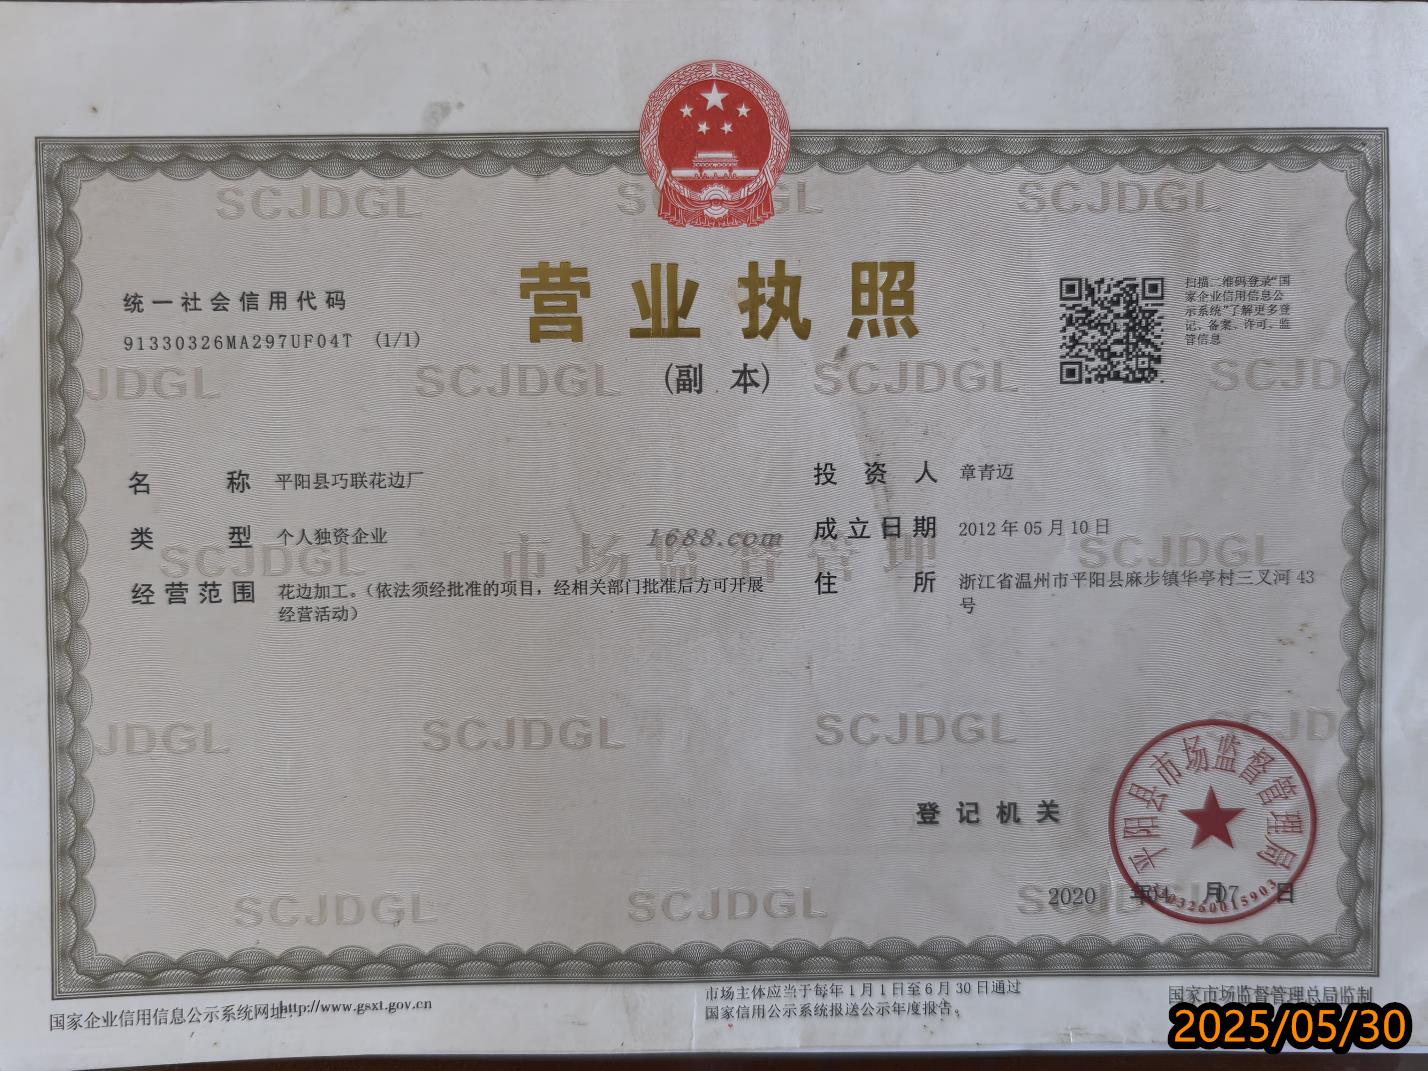 SCJDGL SCJDGL SCJDGL
营业执照
(副 本)
统一社会信用代码
91330326MA297UF04T (1/1)
扫描二维码登录“国
家企业信用信息公
示系统”了解更多登
记、备案、许可、监
管信息
JDGL SCJDGL SCJDGL SCJD
名 称 平阳县巧联花边厂
类 型 个人独资企业
经营范围 花边加工。(依法须经批准的项目，经相关部门批准后方可开展
经营活动)
投资人 章青迈
成立日期 2012 年 05 月 10 日
住 所 浙江省温州市平阳县麻步镇华亭村三叉河 43
号
1688.com
SCJDGL 市场监督管理 SCJDGL
JDGL SCJDGL SCJDGL SCJD
登记机关
平阳县市场监督管理局
2020 年04 月07 日
SCJDGL SCJDGL SCJDGL
国家企业信用信息公示系统网址:http://www.gsxt.gov.cn
市场主体应当于每年 1 月 1 日至 6 月 30 日通过
国家信用公示系统报送公示年度报告。
国家市场监督管理总局监制
2025/05/30